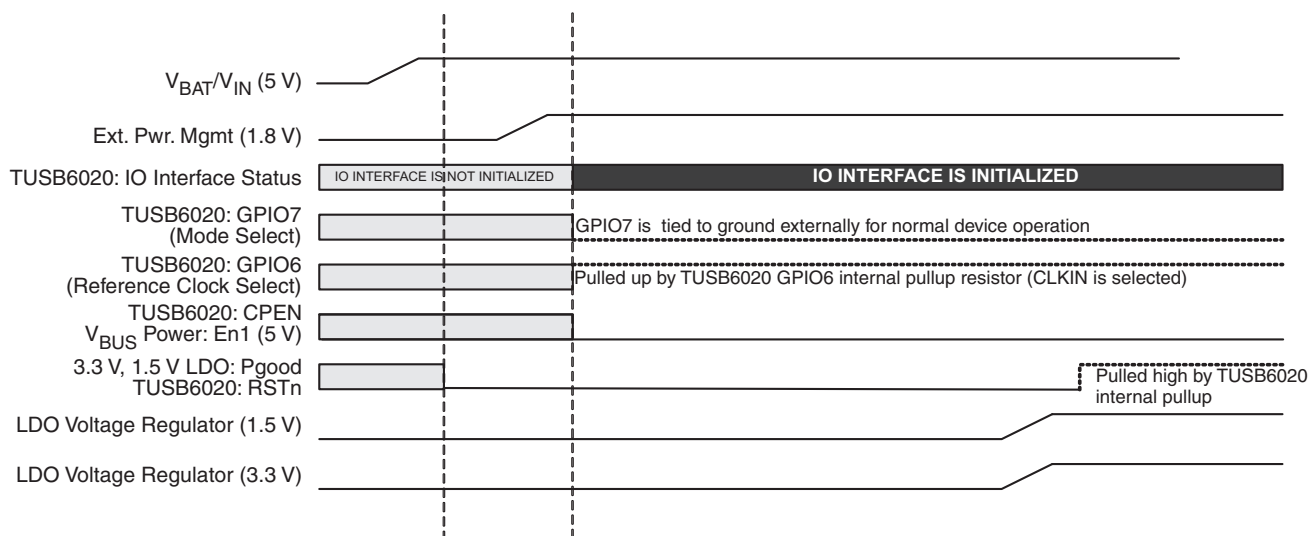 VBAT/VIN (5 V)
Ext. Pwr. Mgmt (1.8 V)
TUSB6020: IO Interface Status
IO INTERFACE IS NOT INITIALIZED
IO INTERFACE IS INITIALIZED
TUSB6020: GPIO7
(Mode Select)
GPIO7 is tied to ground externally for normal device operation
TUSB6020: GPIO6
(Reference Clock Select)
Pulled up by TUSB6020 GPIO6 internal pullup resistor (CLKIN is selected)
TUSB6020: CPEN
VBUS Power: En1 (5 V)
3.3 V, 1.5 V LDO: Pgood
TUSB6020: RSTn
Pulled high by TUSB6020
internal pullup
LDO Voltage Regulator (1.5 V)
LDO Voltage Regulator (3.3 V)